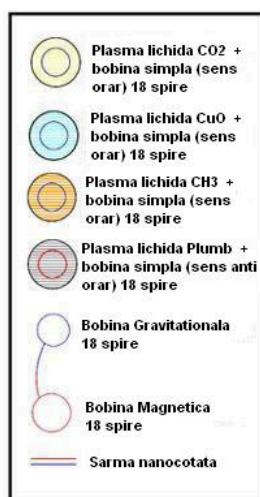 Plasma lichida CO2 +
bobina simpla (sens
orar) 18 spire
Plasma lichida CuO +
bobina simpla (sens
orar) 18 spire
Plasma lichida CH3 +
bobina simpla (sens
orar) 18 spire
Plasma lichida Plumb +
bobina simpla (sens anti
orar) 18 spire
Bobina Gravitationala
18 spire
Bobina Magnetica
18 spire
Sarma nanocotata